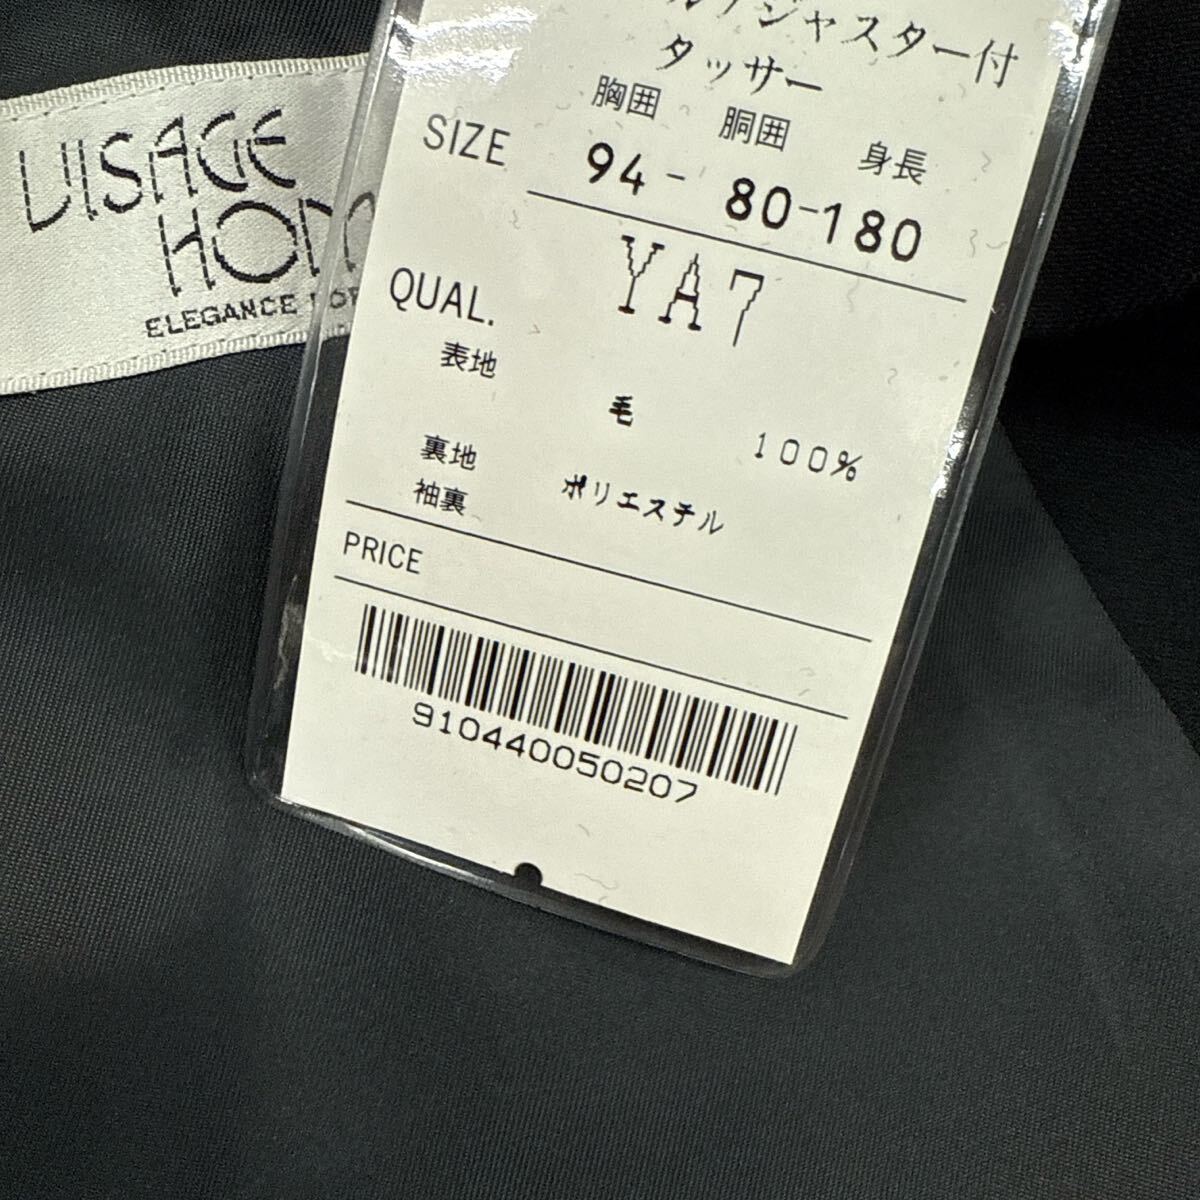 VISAGE
ELEGANCE
ジャスター付
タッサー
胸囲 胴囲 身長
SIZE 94 - 80 - 180
YA7
QUAL.
表地 毛 100%
裏地 ポリエステル
袖裏
PRICE
910440050207